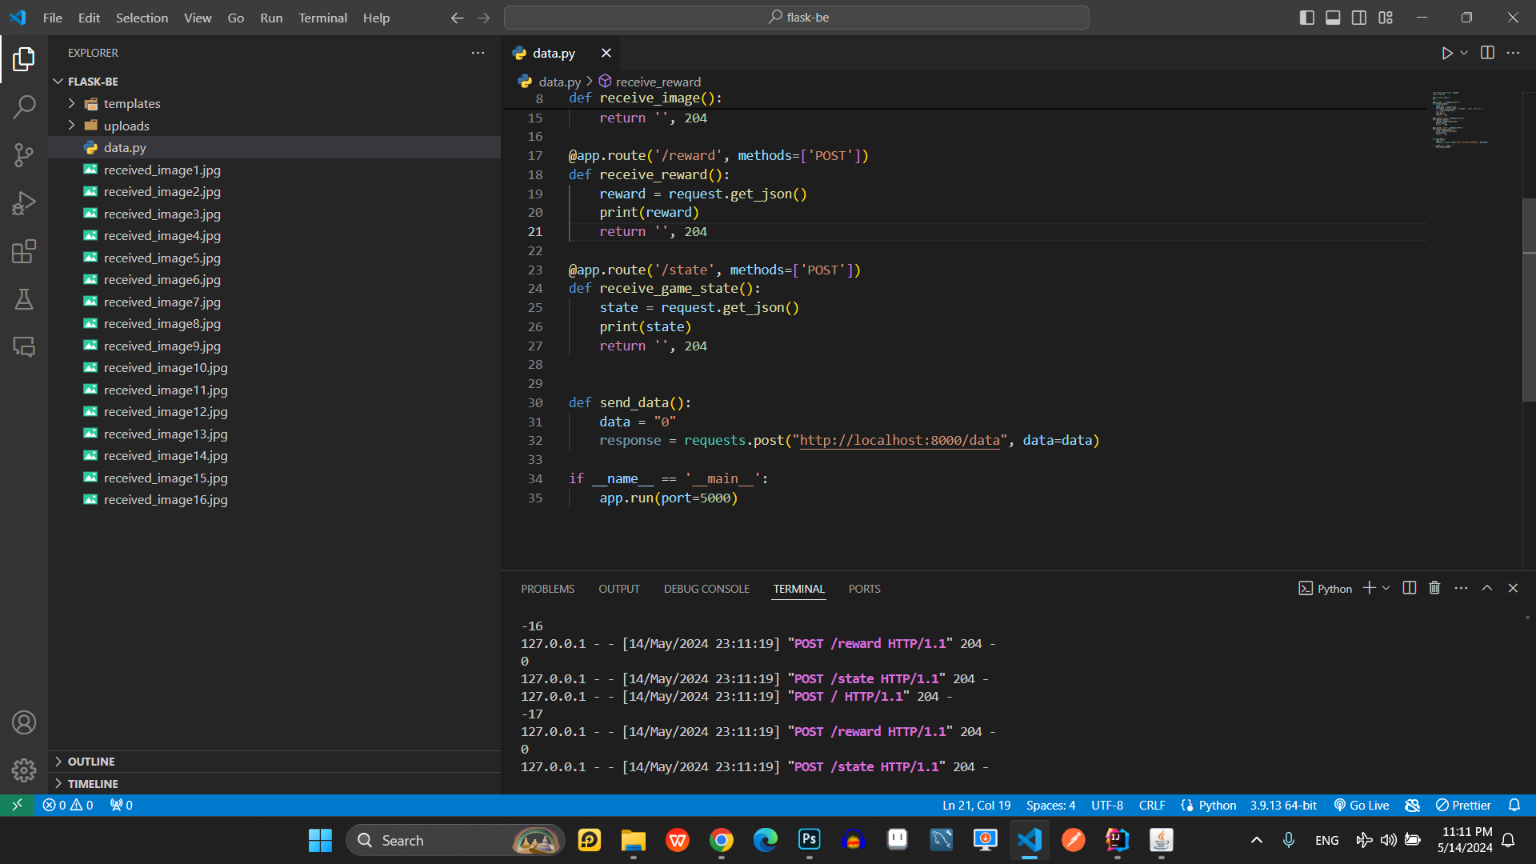 File Edit Selection View Go Run Terminal Help
flask-be
EXPLORER
FLASK-BE
templates
uploads
data.py
received_image1.jpg
received_image2.jpg
received_image3.jpg
received_image4.jpg
received_image5.jpg
received_image6.jpg
received_image7.jpg
received_image8.jpg
received_image9.jpg
received_image10.jpg
received_image11.jpg
received_image12.jpg
received_image13.jpg
received_image14.jpg
received_image15.jpg
received_image16.jpg
OUTLINE
TIMELINE
data.py
data.py > receive_reward
8 def receive_image():
15 return '', 204
16
17 @app.route('/reward', methods=['POST'])
18 def receive_reward():
19 reward = request.get_json()
20 print(reward)
21 return '', 204
22
23 @app.route('/state', methods=['POST'])
24 def receive_game_state():
25 state = request.get_json()
26 print(state)
27 return '', 204
28
29
30 def send_data():
31 data = "0"
32 response = requests.post("http://localhost:8000/data", data=data)
33
34 if __name__ == '__main__':
35 app.run(port=5000)
PROBLEMS OUTPUT DEBUG CONSOLE TERMINAL PORTS
Python
-16
127.0.0.1 - - [14/May/2024 23:11:19] "POST /reward HTTP/1.1" 204 -
0
127.0.0.1 - - [14/May/2024 23:11:19] "POST /state HTTP/1.1" 204 -
127.0.0.1 - - [14/May/2024 23:11:19] "POST / HTTP/1.1" 204 -
-17
127.0.0.1 - - [14/May/2024 23:11:19] "POST /reward HTTP/1.1" 204 -
0
127.0.0.1 - - [14/May/2024 23:11:19] "POST /state HTTP/1.1" 204 -
0 0 0 Ln 21, Col 19 Spaces: 4 UTF-8 CRLF Python 3.9.13 64-bit Go Live Prettier
Search
Ps
ENG
11:11 PM
5/14/2024